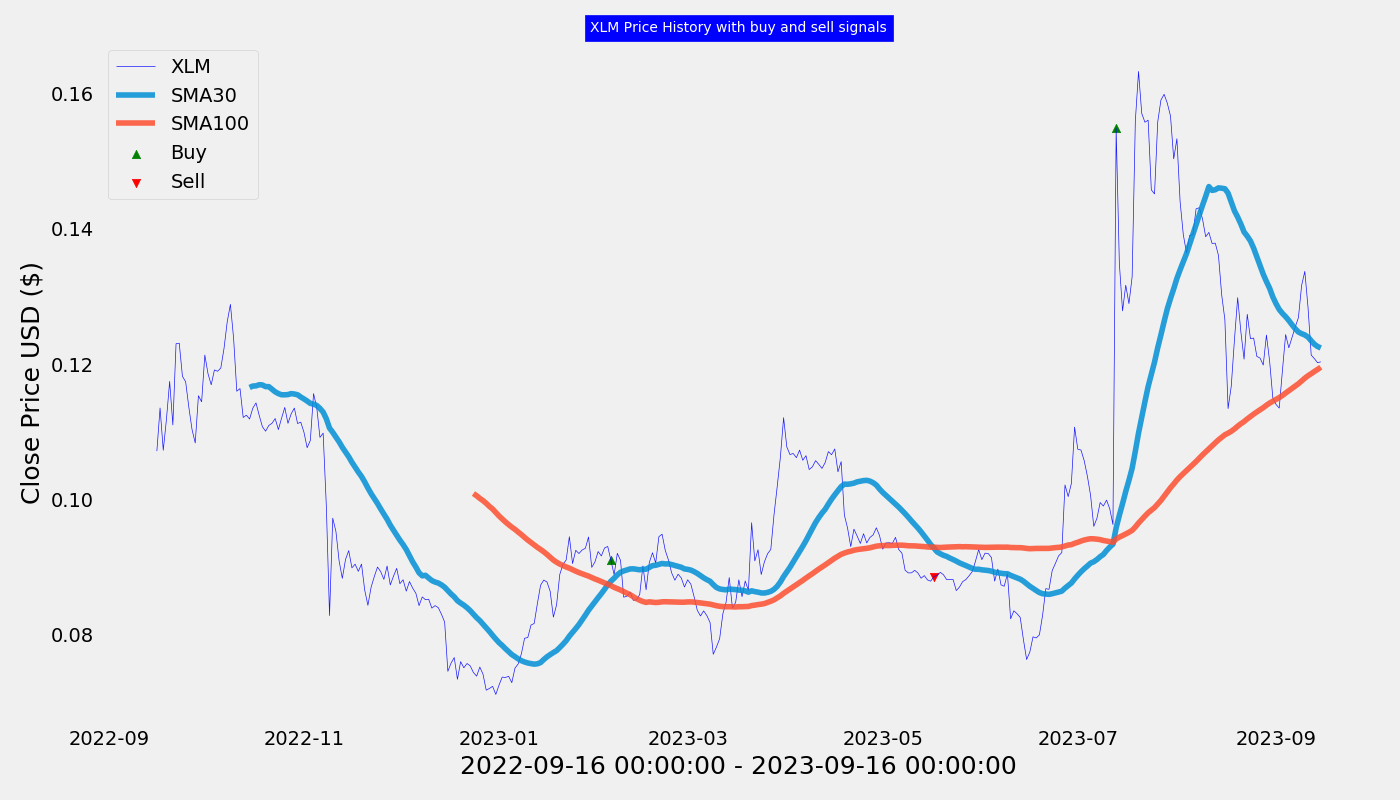 XLM Price History with buy and sell signals
XLM
SMA30
SMA100
Buy
Sell
Close Price USD ($)
0.16
0.14
0.12
0.10
0.08
2022-09 2022-11 2023-01 2023-03 2023-05 2023-07 2023-09
2022-09-16 00:00:00 - 2023-09-16 00:00:00